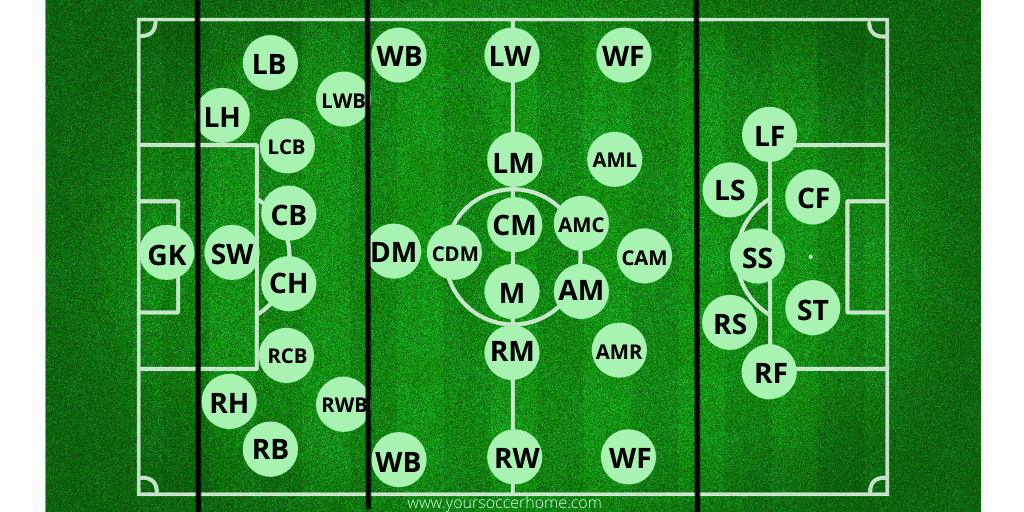 WB
LW
WF
LB
LWB
LH
LF
LCB
LM
AML
LS
CF
CB
CM
AMC
GK
SW
DM
CDM
CAM
SS
CH
M
AM
ST
RS
RCB
RM
AMR
RF
RH
RWB
RB
WB
RW
WF
www.yoursoccerhome.com